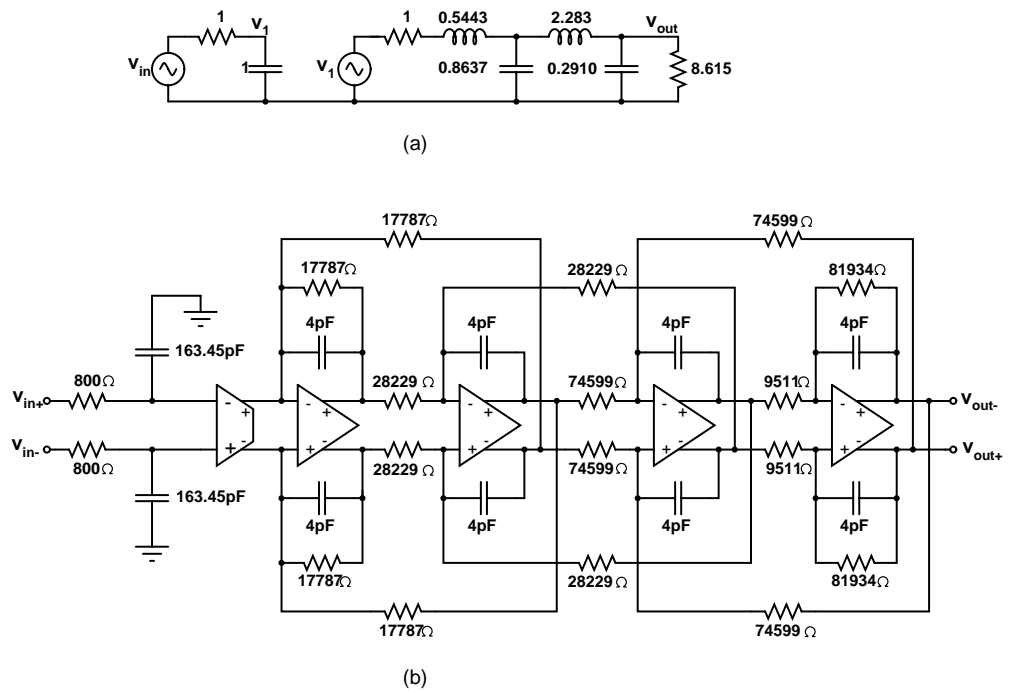 1
v1
vin
1
1
0.5443
2.283
vout
v1
0.8637
0.2910
8.615
(a)
17787Ω
74599Ω
17787Ω
28229Ω
81934Ω
4pF
4pF
4pF
4pF
163.45pF
vin+
800Ω
28229Ω
74599Ω
9511Ω
vout-
- +
- +
- +
- +
- +
+ -
+ -
+ -
+ -
+ -
vin-
800Ω
28229Ω
74599Ω
9511Ω
vout+
163.45pF
4pF
4pF
4pF
4pF
17787Ω
28229Ω
81934Ω
17787Ω
74599Ω
(b)